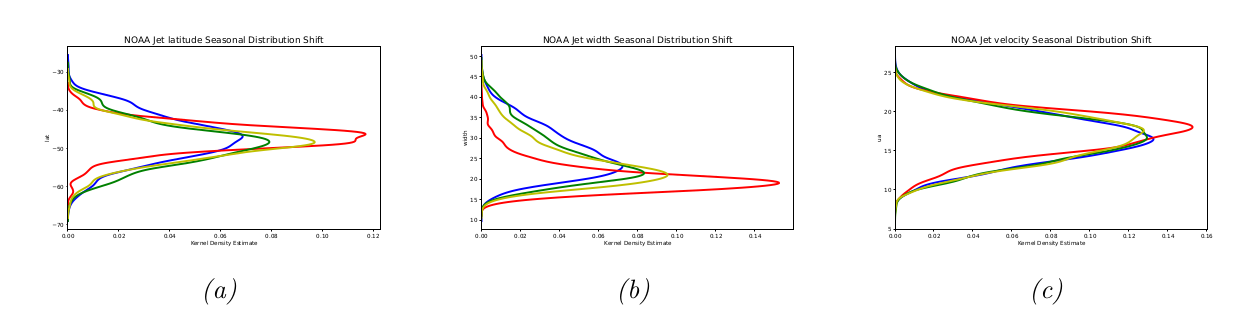 NOAA Jet latitude Seasonal Distribution Shift
−30
−40
−50
−60
−70
lat
0.00 0.02 0.04 0.06 0.08 0.10 0.12
Kernel Density Estimate
(a)
NOAA Jet width Seasonal Distribution Shift
50
45
40
35
30
25
20
15
10
width
0.00 0.02 0.04 0.06 0.08 0.10 0.12 0.14
Kernel Density Estimate
(b)
NOAA Jet velocity Seasonal Distribution Shift
25
20
15
10
5
ua
0.00 0.02 0.04 0.06 0.08 0.10 0.12 0.14 0.16
Kernel Density Estimate
(c)